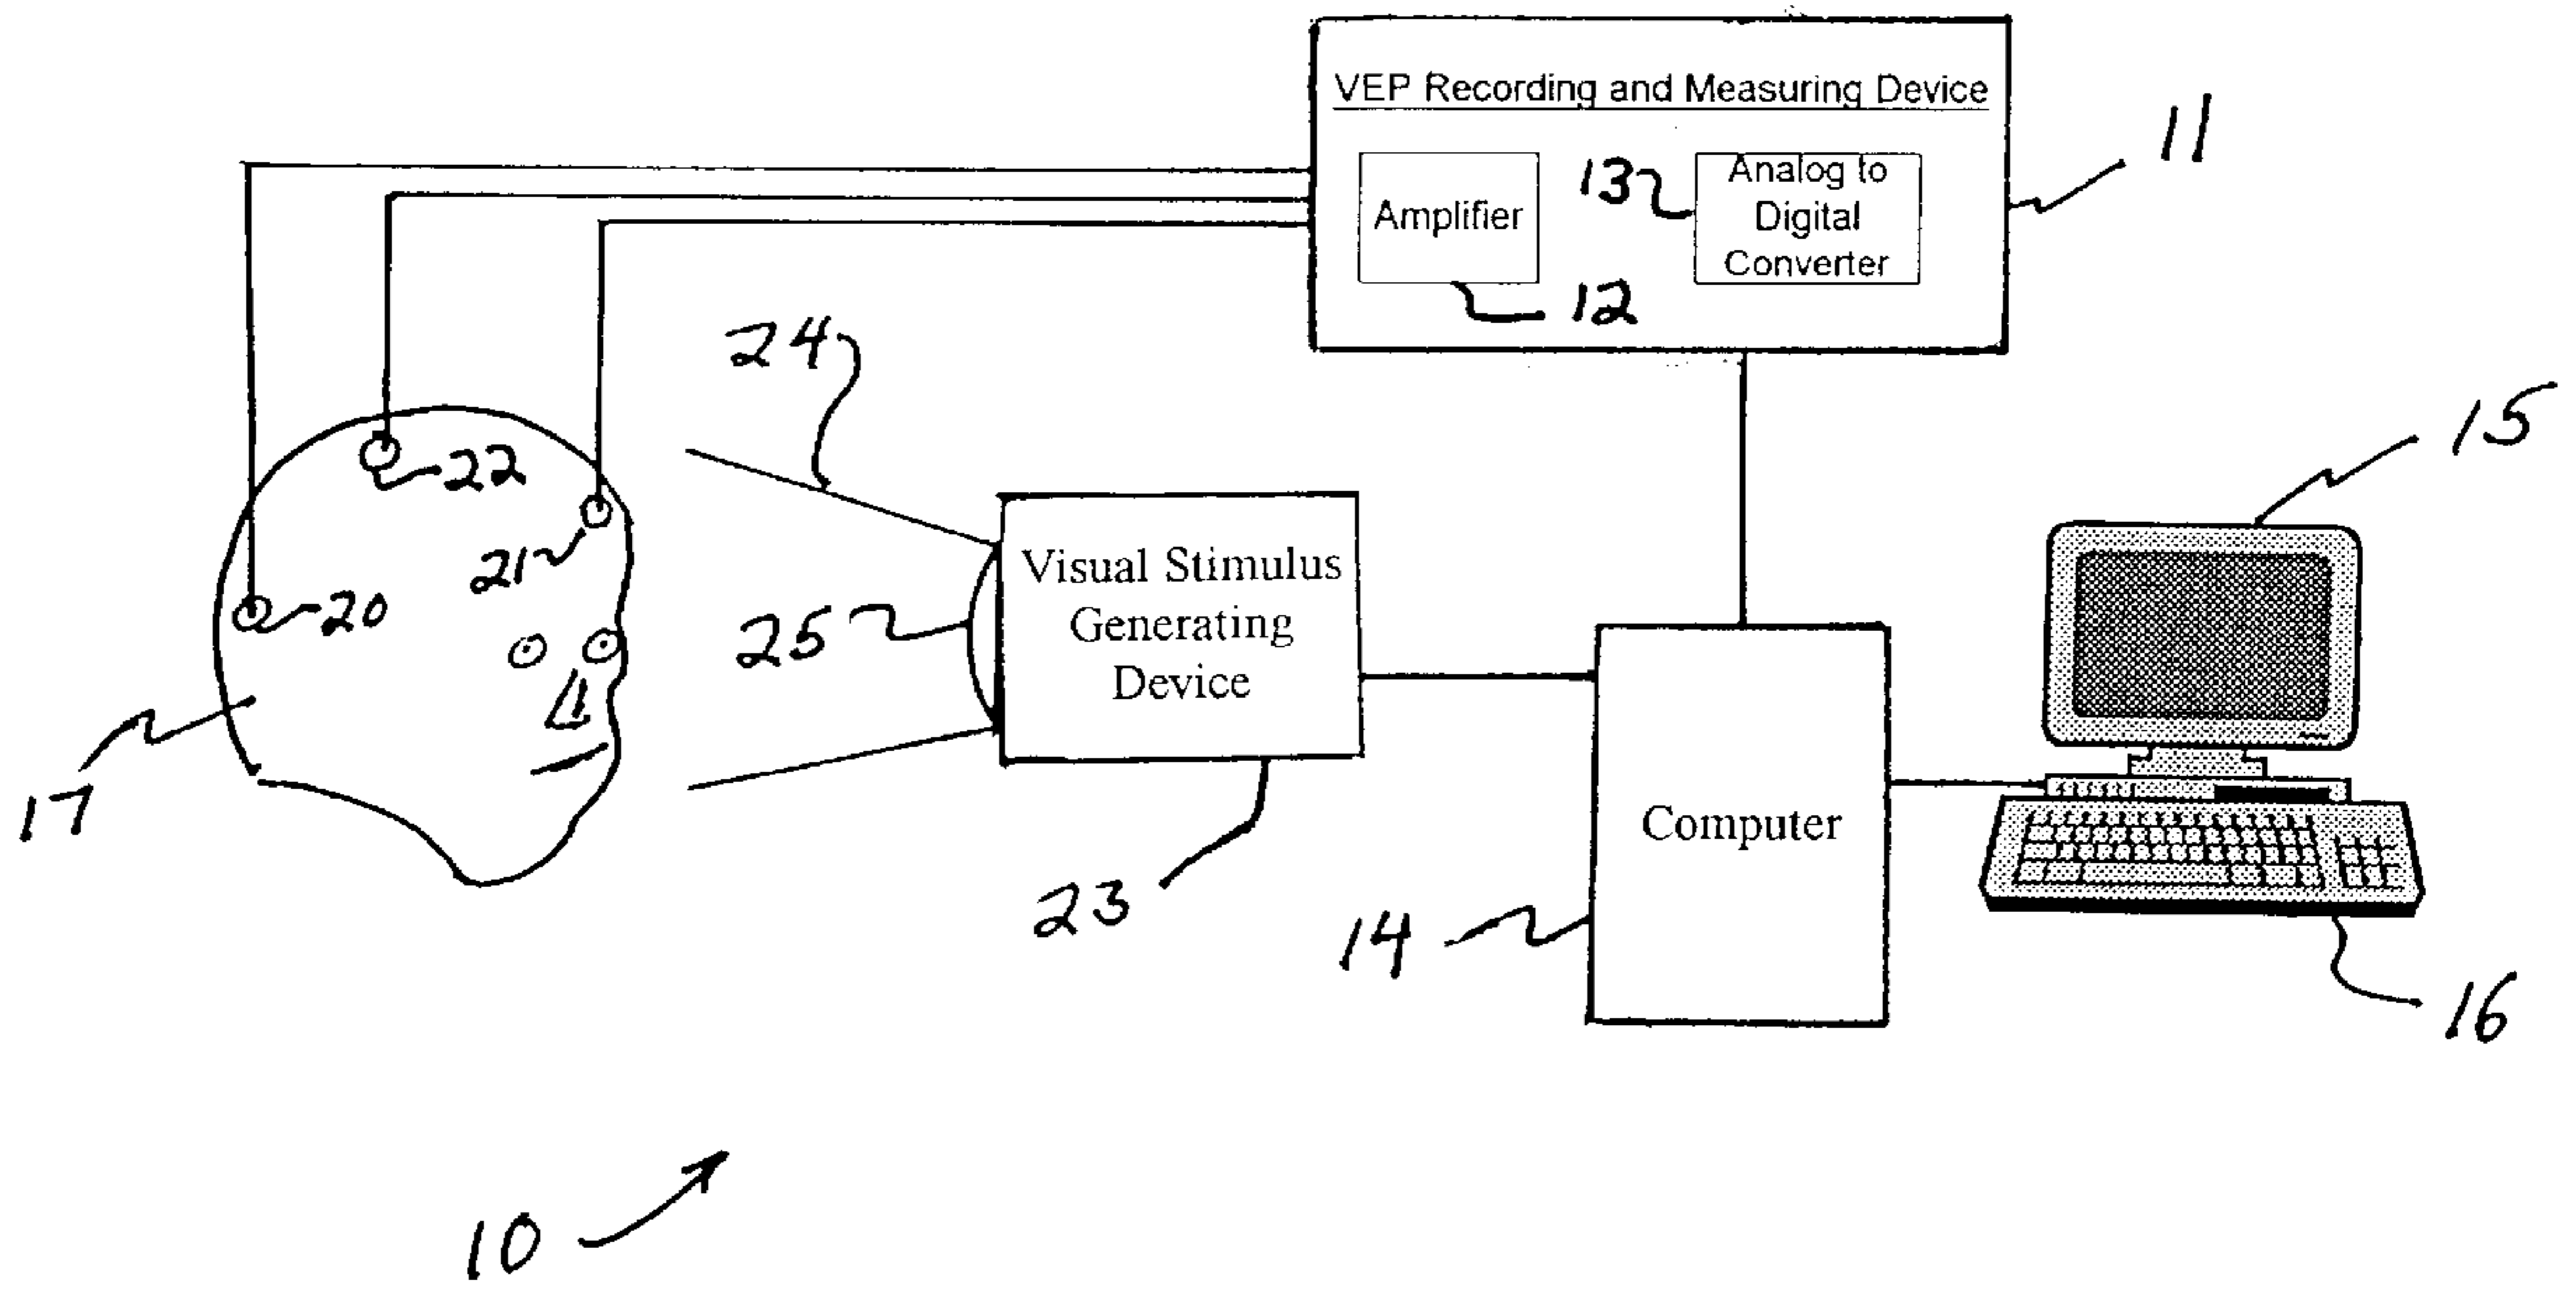 VEP Recording and Measuring Device
11
Amplifier
12
13
Analog to
Digital
Converter
24
15
22
21
20
25
Visual Stimulus
Generating
Device
17
23
Computer
14
16
10